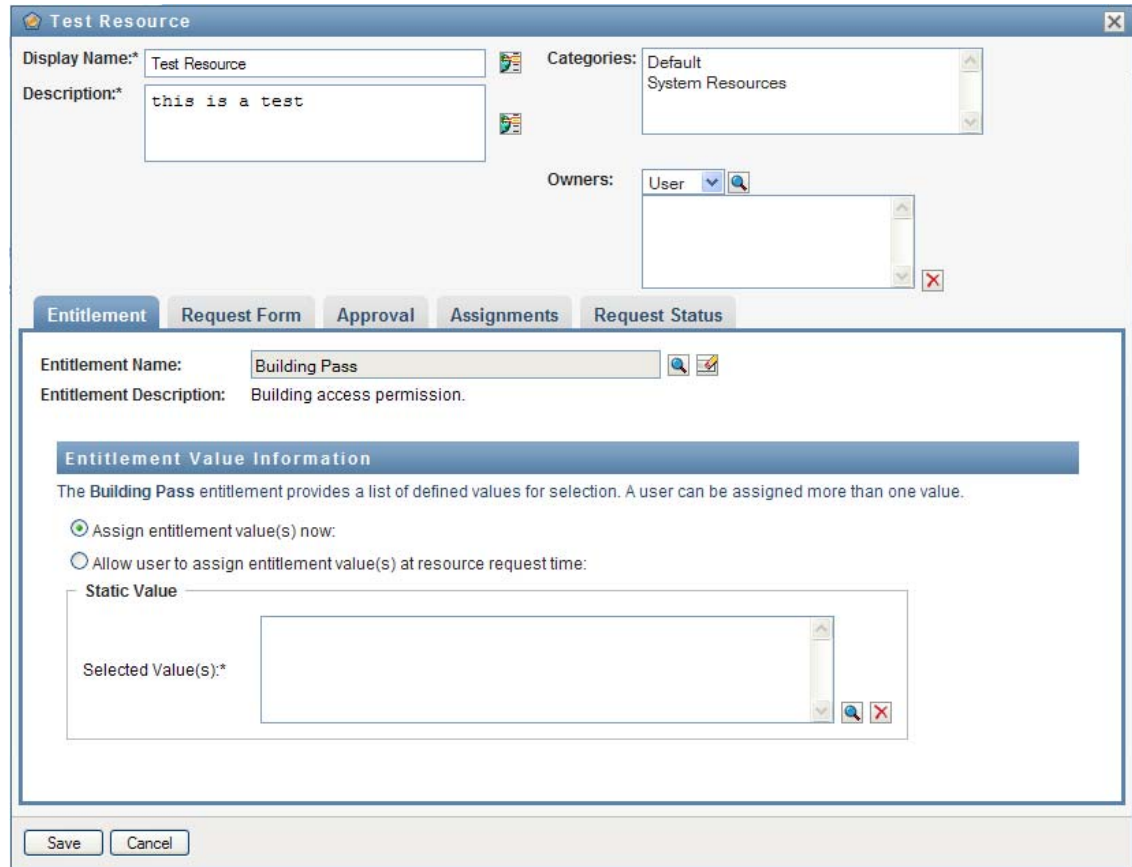 Test Resource
Display Name:* Test Resource
Categories: Default
System Resources
Description:* this is a test
Owners: User
Entitlement Request Form Approval Assignments Request Status
Entitlement Name: Building Pass
Entitlement Description: Building access permission.
Entitlement Value Information
The Building Pass entitlement provides a list of defined values for selection. A user can be assigned more than one value.
Assign entitlement value(s) now:
Allow user to assign entitlement value(s) at resource request time:
Static Value
Selected Value(s):*
Save Cancel